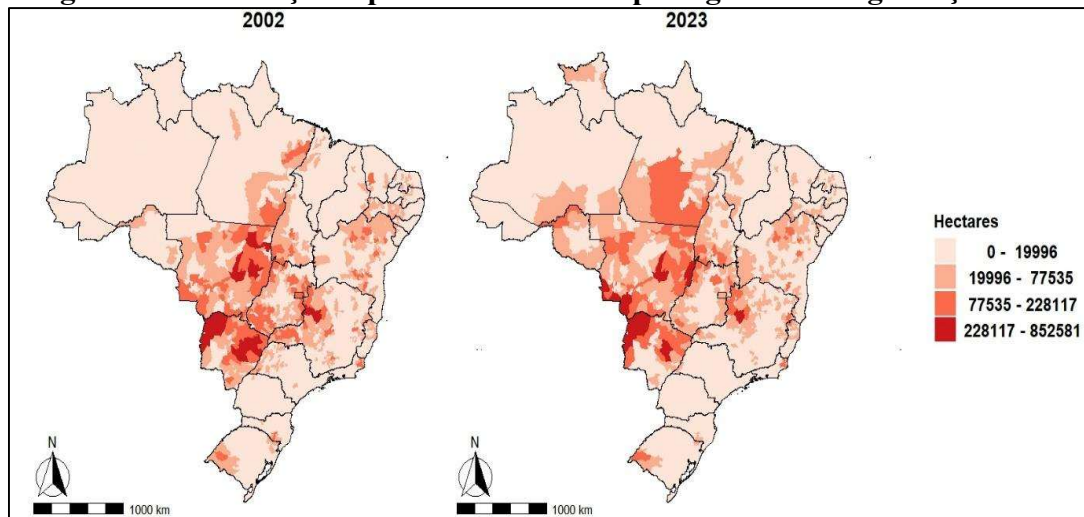 2002
2023
Hectares
0 - 19996
19996 - 77535
77535 - 228117
228117 - 852581
N
1000 km
N
1000 km